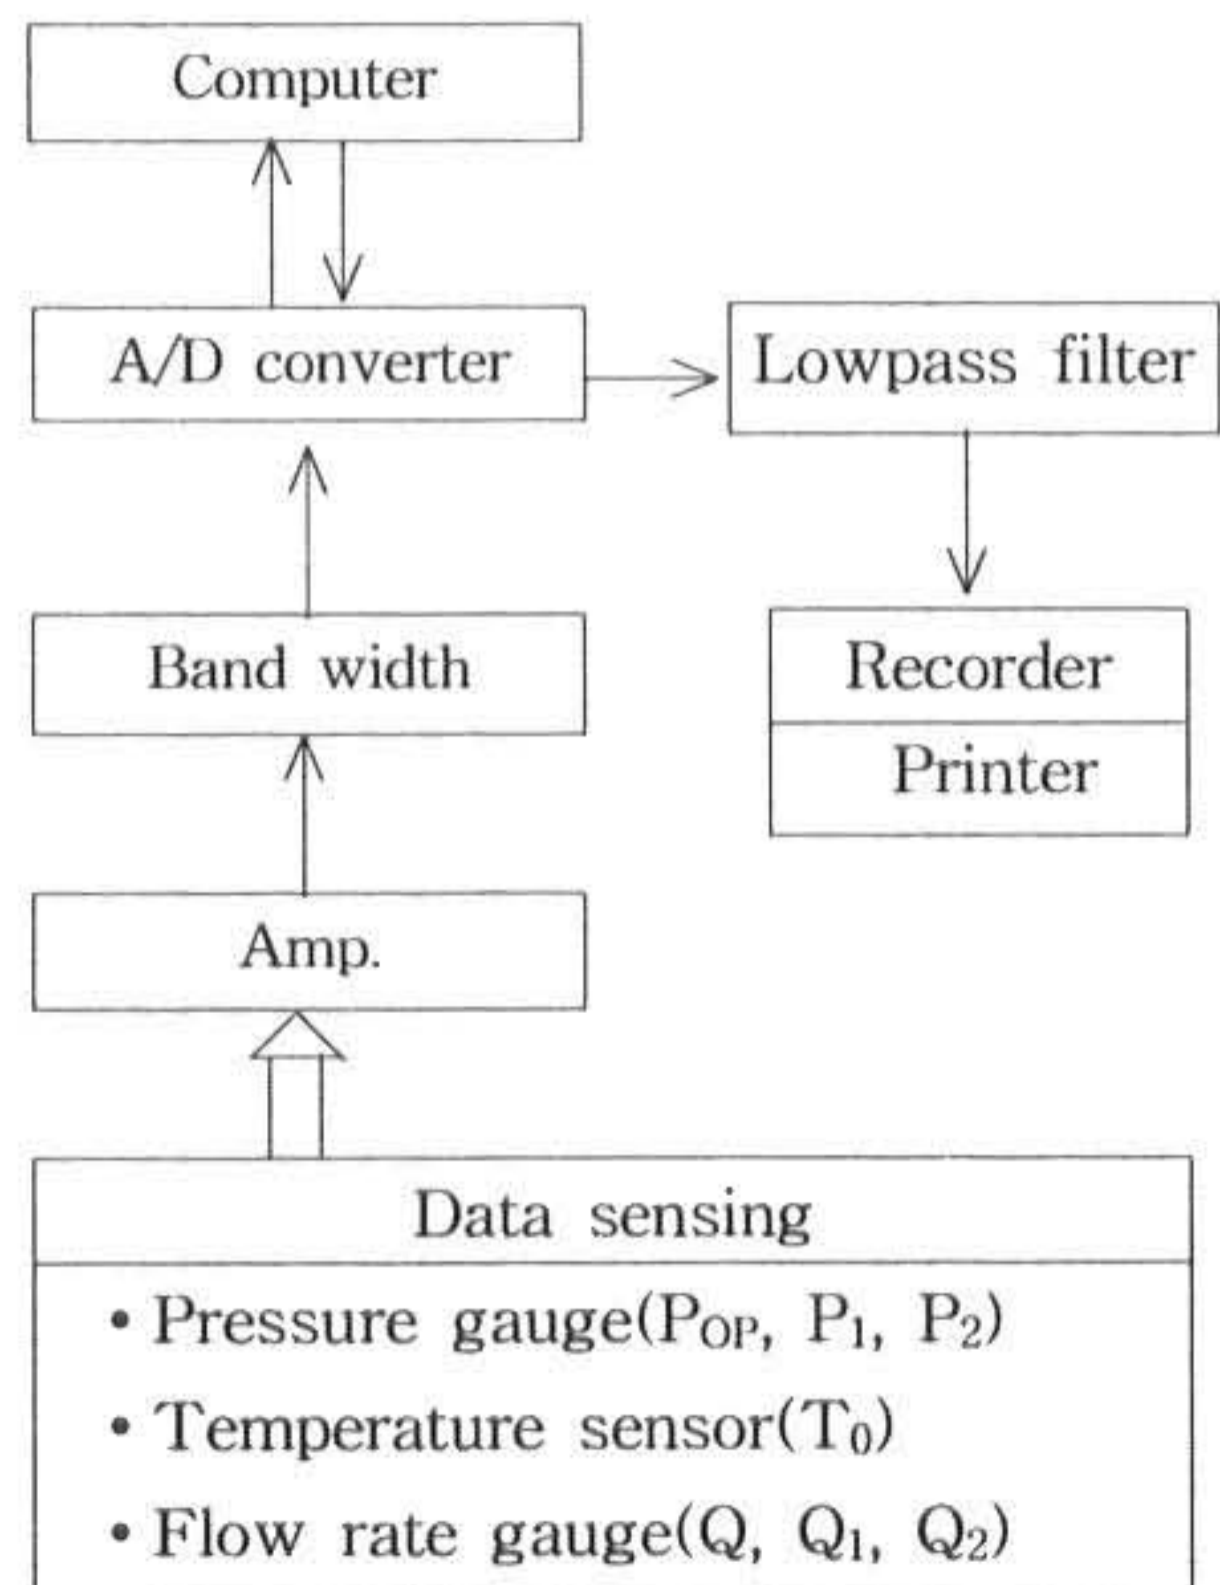 Computer
A/D converter
Lowpass filter
Band width
Recorder
Printer
Amp.
Data sensing
• Pressure gauge(P_OP, P₁, P₂)
• Temperature sensor(T₀)
• Flow rate gauge(Q, Q₁, Q₂)